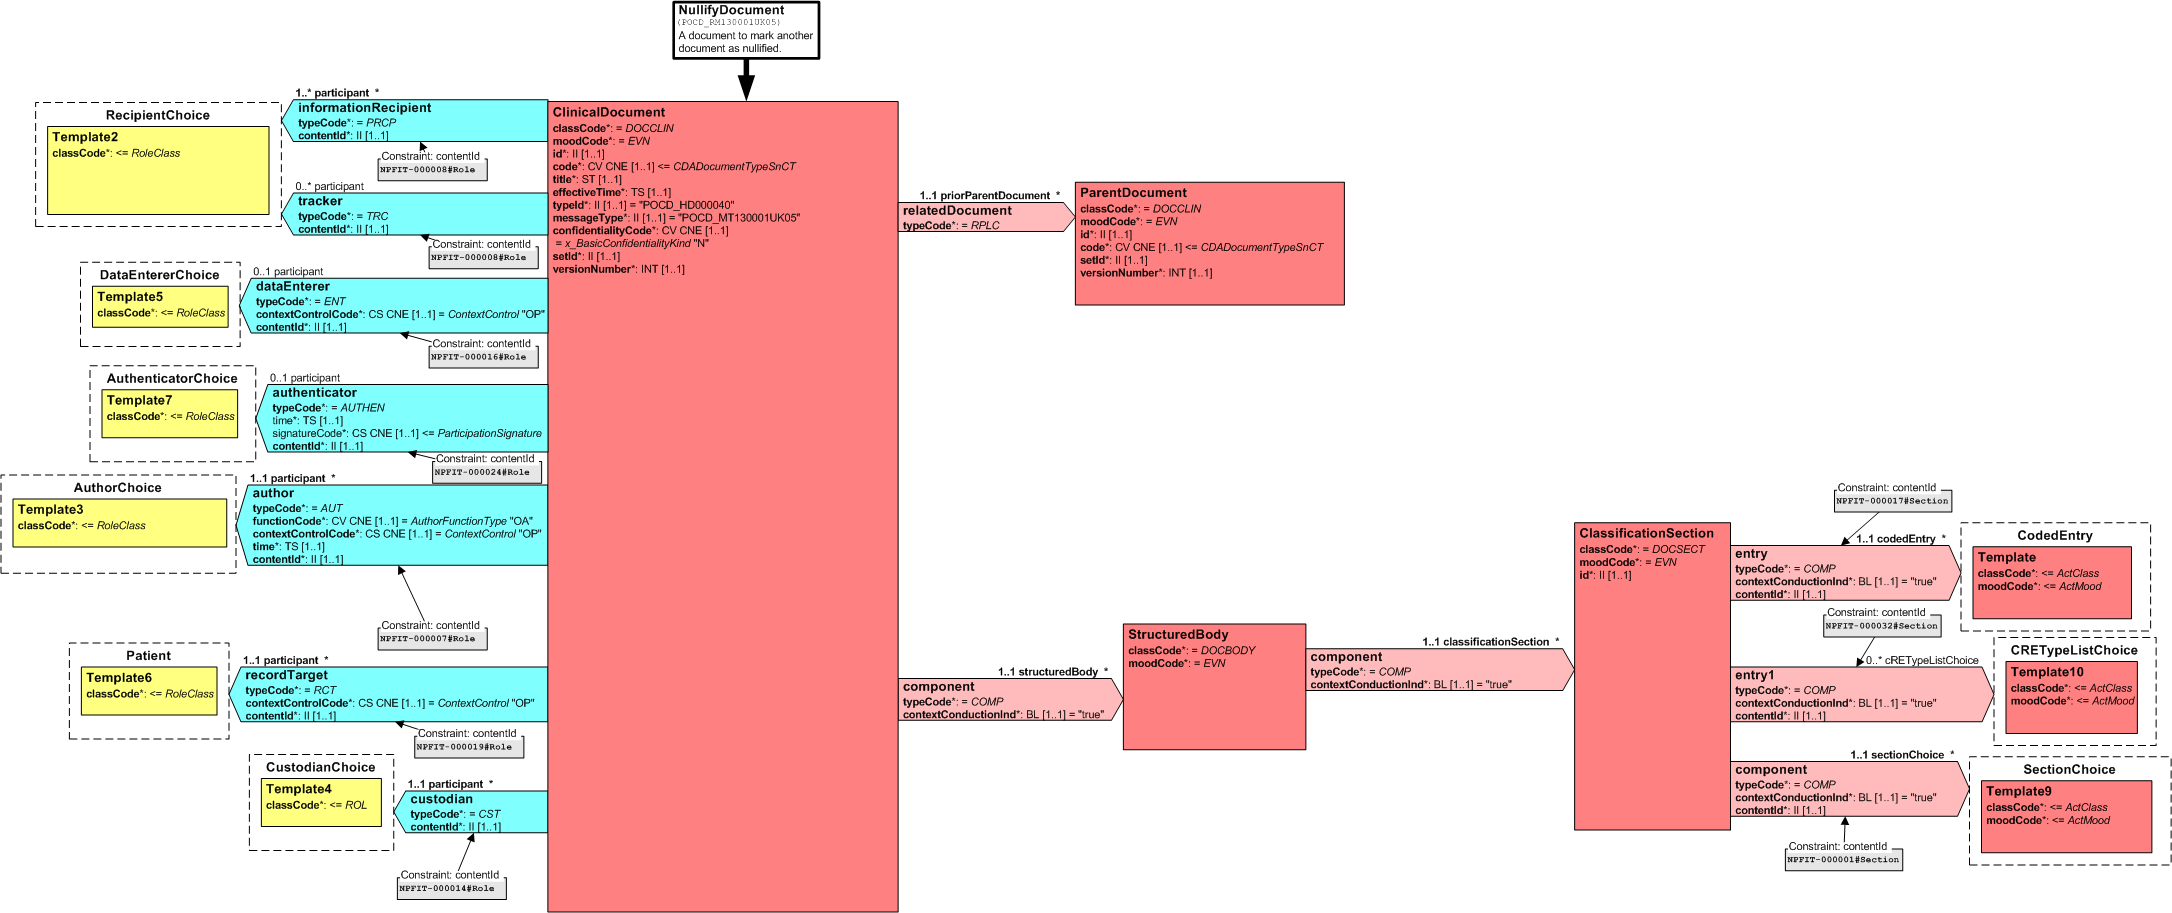 NullifyDocument
(POCD_RM130001UK05)
A document to mark another
document as nullified.
1..* participant *
informationRecipient
typeCode*: = PRCP
contentId*: II [1..1]
Constraint: contentId
NPFIT-000008#Role
RecipientChoice
Template2
classCode*: <= RoleClass
0..* participant
tracker
typeCode*: = TRC
contentId*: II [1..1]
Constraint: contentId
NPFIT-000008#Role
DataEntererChoice
Template5
classCode*: <= RoleClass
0..1 participant
dataEnterer
typeCode*: = ENT
contextControlCode*: CS CNE [1..1] = ContextControl "OP"
contentId*: II [1..1]
Constraint: contentId
NPFIT-000016#Role
AuthenticatorChoice
Template7
classCode*: <= RoleClass
0..1 participant
authenticator
typeCode*: = AUTHEN
time*: TS [1..1]
signatureCode*: CS CNE [1..1] <= ParticipationSignature
contentId*: II [1..1]
Constraint: contentId
NPFIT-000024#Role
AuthorChoice
Template3
classCode*: <= RoleClass
1..1 participant *
author
typeCode*: = AUT
functionCode*: CV CNE [1..1] = AuthorFunctionType "OA"
contextControlCode*: CS CNE [1..1] = ContextControl "OP"
time*: TS [1..1]
contentId*: II [1..1]
Constraint: contentId
NPFIT-000007#Role
Patient
Template6
classCode*: <= RoleClass
1..1 participant *
recordTarget
typeCode*: = RCT
contextControlCode*: CS CNE [1..1] = ContextControl "OP"
contentId*: II [1..1]
Constraint: contentId
NPFIT-000019#Role
CustodianChoice
Template4
classCode*: <= ROL
1..1 participant *
custodian
typeCode*: = CST
contentId*: II [1..1]
Constraint: contentId
NPFIT-000014#Role
ClinicalDocument
classCode*: = DOCCLIN
moodCode*: = EVN
id*: II [1..1]
code*: CV CNE [1..1] <= CDADocumentTypeSnCT
title*: ST [1..1]
effectiveTime*: TS [1..1]
typeId*: II [1..1] = "POCD_HD000040"
messageType*: II [1..1] = "POCD_MT130001UK05"
confidentialityCode*: CV CNE [1..1]
= x_BasicConfidentialityKind "N"
setId*: II [1..1]
versionNumber*: INT [1..1]
1..1 priorParentDocument *
relatedDocument
typeCode*: = RPLC
ParentDocument
classCode*: = DOCCLIN
moodCode*: = EVN
id*: II [1..1]
code*: CV CNE [1..1] <= CDADocumentTypeSnCT
setId*: II [1..1]
versionNumber*: INT [1..1]
1..1 structuredBody *
component
typeCode*: = COMP
contextConductionInd*: BL [1..1] = "true"
StructuredBody
classCode*: = DOCBODY
moodCode*: = EVN
1..1 classificationSection *
component
typeCode*: = COMP
contextConductionInd*: BL [1..1] = "true"
ClassificationSection
classCode*: = DOCSECT
moodCode*: = EVN
id*: II [1..1]
Constraint: contentId
NPFIT-000017#Section
1..1 codedEntry *
entry
typeCode*: = COMP
contextConductionInd*: BL [1..1] = "true"
contentId*: II [1..1]
CodedEntry
Template
classCode*: <= ActClass
moodCode*: <= ActMood
Constraint: contentId
NPFIT-000032#Section
0..* cRETypeListChoice
entry1
typeCode*: = COMP
contextConductionInd*: BL [1..1] = "true"
contentId*: II [1..1]
CRETypeListChoice
Template10
classCode*: <= ActClass
moodCode*: <= ActMood
1..1 sectionChoice *
component
typeCode*: = COMP
contextConductionInd*: BL [1..1] = "true"
contentId*: II [1..1]
SectionChoice
Template9
classCode*: <= ActClass
moodCode*: <= ActMood
Constraint: contentId
NPFIT-000001#Section